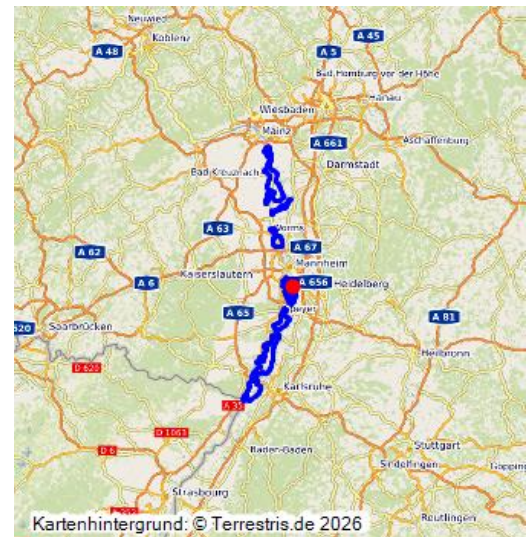 Neuwied
Koblenz
A 48
A 45
A 5
Bad Homburg vor der Höhe
Hanau
Wiesbaden
Mainz
Aschaffenburg
A 661
Darmstadt
Bad Kreuznach
A 63
Worms
A 67
A 62
Mannheim
Kaiserslautern
A 6
A 656
Heidelberg
Saarbrücken
A 65
A 81
620
Heilbronn
D 620
A 35
Karlsruhe
D 1063
D 6
Baden-Baden
Stuttgart
Sindelfingen
Strasbourg
Reutlingen
Kartenhintergrund: © Terrestris.de 2026